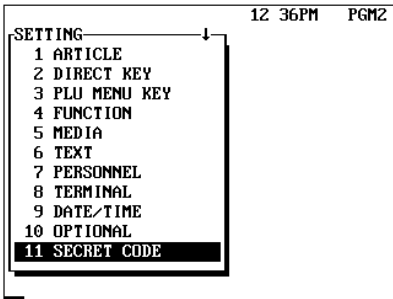 12 36PM PGM2
SETTING ↓
1 ARTICLE
2 DIRECT KEY
3 PLU MENU KEY
4 FUNCTION
5 MEDIA
6 TEXT
7 PERSONNEL
8 TERMINAL
9 DATE/TIME
10 OPTIONAL
11 SECRET CODE